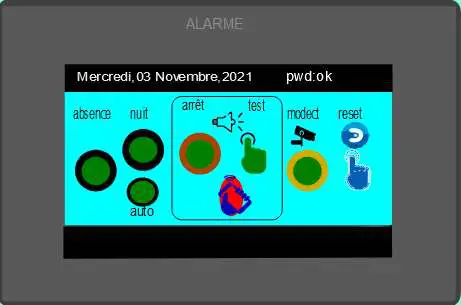 ALARME
Mercredi,03 Novembre,2021 pwd:ok
absence nuit arrêt test modect reset
auto